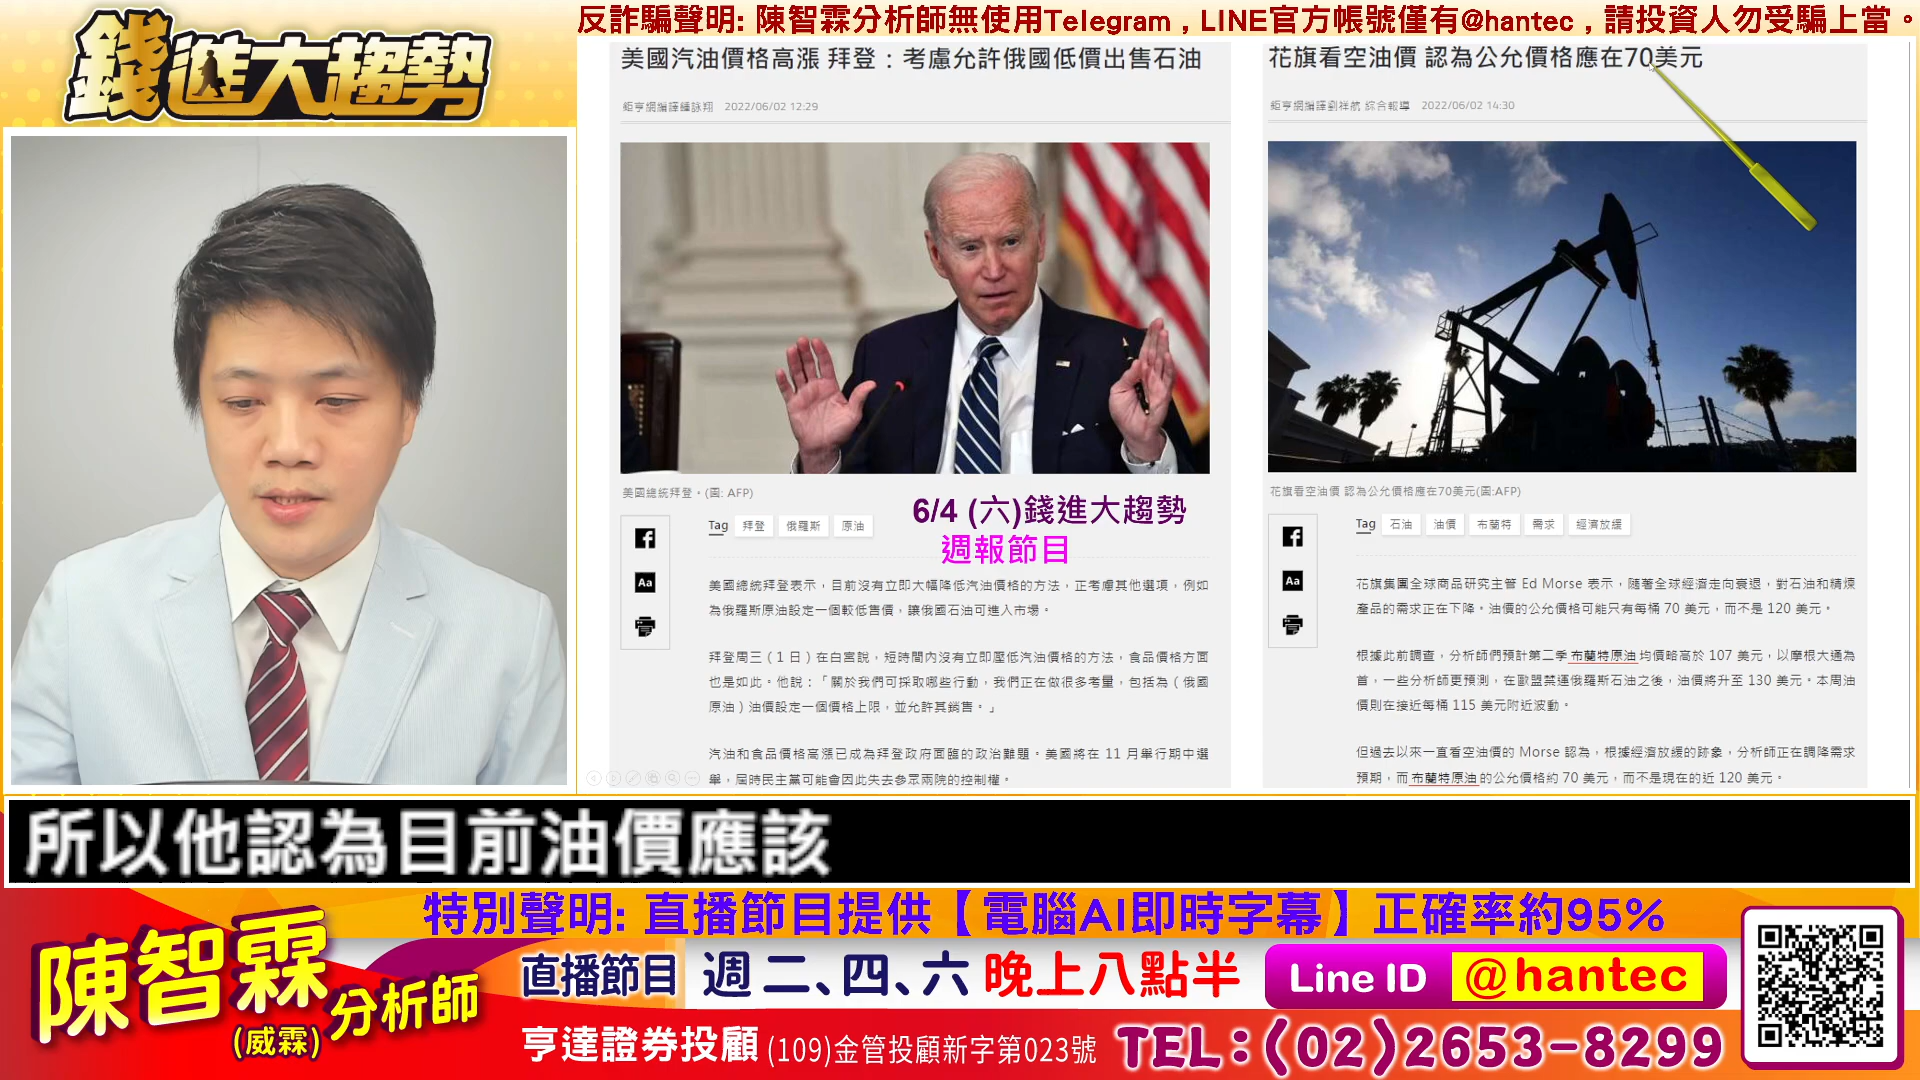 反詐騙聲明: 陳智霖分析師無使用Telegram , LINE官方帳號僅有@hantec , 請投資人勿受騙上當。
錢進大趨勢
美國汽油價格高漲 拜登：考慮允許俄國低價出售石油
鉅亨網編譯鍾詠翔 2022/06/02 12:29
美國總統拜登。(圖: AFP)
Tag 拜登 俄羅斯 原油
6/4 (六)錢進大趨勢
週報節目
美國總統拜登表示，目前沒有立即大幅降低汽油價格的方法，正考慮其他選項，例如
為俄羅斯原油設定一個較低售價，讓俄國石油可進入市場。
拜登周三（1 日）在白宮說，短時間內沒有立即壓低汽油價格的方法，食品價格方面
也是如此。他說：「關於我們可採取哪些行動，我們正在做很多考量，包括為（俄國
原油）油價設定一個價格上限，並允許其銷售。」
汽油和食品價格高漲已成為拜登政府面臨的政治難題。美國將在 11 月舉行期中選
舉，屆時民主黨可能會因此失去參眾兩院的控制權。
花旗看空油價 認為公允價格應在70美元
鉅亨網編譯劉祥航 綜合報導 2022/06/02 14:30
花旗看空油價 認為公允價格應在70美元(圖:AFP)
Tag 石油 油價 布蘭特 需求 經濟放緩
Aa
Aa
花旗集團全球商品研究主管 Ed Morse 表示，隨著全球經濟走向衰退，對石油和精煉
產品的需求正在下降。油價的公允價格可能只有每桶 70 美元，而不是 120 美元。
根據此前調查，分析師們預計第二季布蘭特原油均價略高於 107 美元，以摩根大通為
首，一些分析師更預測，在歐盟禁運俄羅斯石油之後，油價將升至 130 美元。本周油
價則在接近每桶 115 美元附近波動。
但過去以來一直看空油價的 Morse 認為，根據經濟放緩的跡象，分析師正在調降需求
預期，而布蘭特原油的公允價格約 70 美元，而不是現在的近 120 美元。
所以他認為目前油價應該
特別聲明: 直播節目提供【電腦AI即時字幕】正確率約95%
陳智霖分析師
(威霖)
直播節目 週二、四、六 晚上八點半
Line ID @hantec
亨達證券投顧 (109)金管投顧新字第023號 TEL:(02)2653-8299